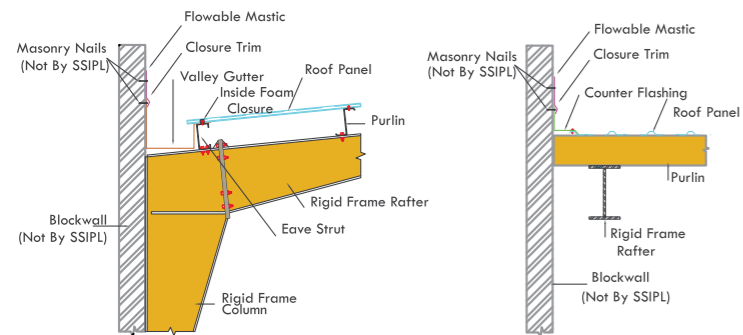 Flowable Mastic
Masonry Nails
(Not By SSIPL)
Closure Trim
Valley Gutter
Inside Foam
Closure
Roof Panel
Purlin
Rigid Frame Rafter
Eave Strut
Blockwall
(Not By SSIPL)
Rigid Frame
Column
Flowable Mastic
Masonry Nails
(Not By SSIPL)
Closure Trim
Counter Flashing
Roof Panel
Purlin
Rigid Frame
Rafter
Blockwall
(Not By SSIPL)